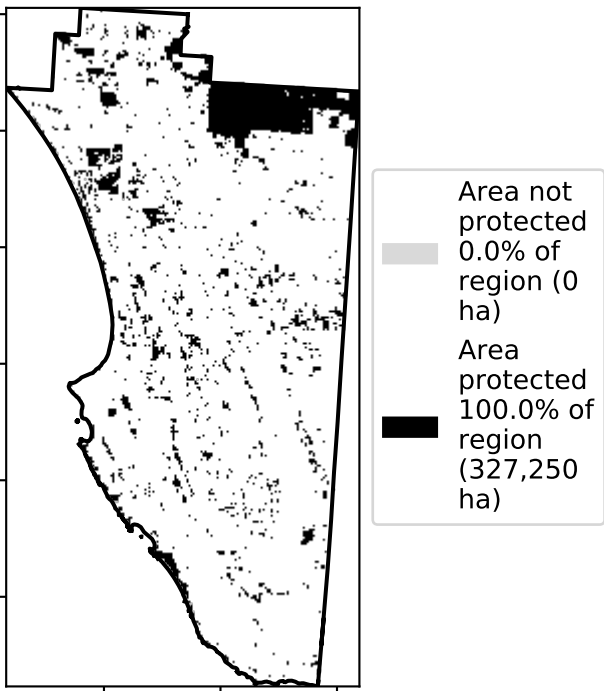 Area not
protected
0.0% of
region (0
ha)
Area
protected
100.0% of
region
(327,250
ha)